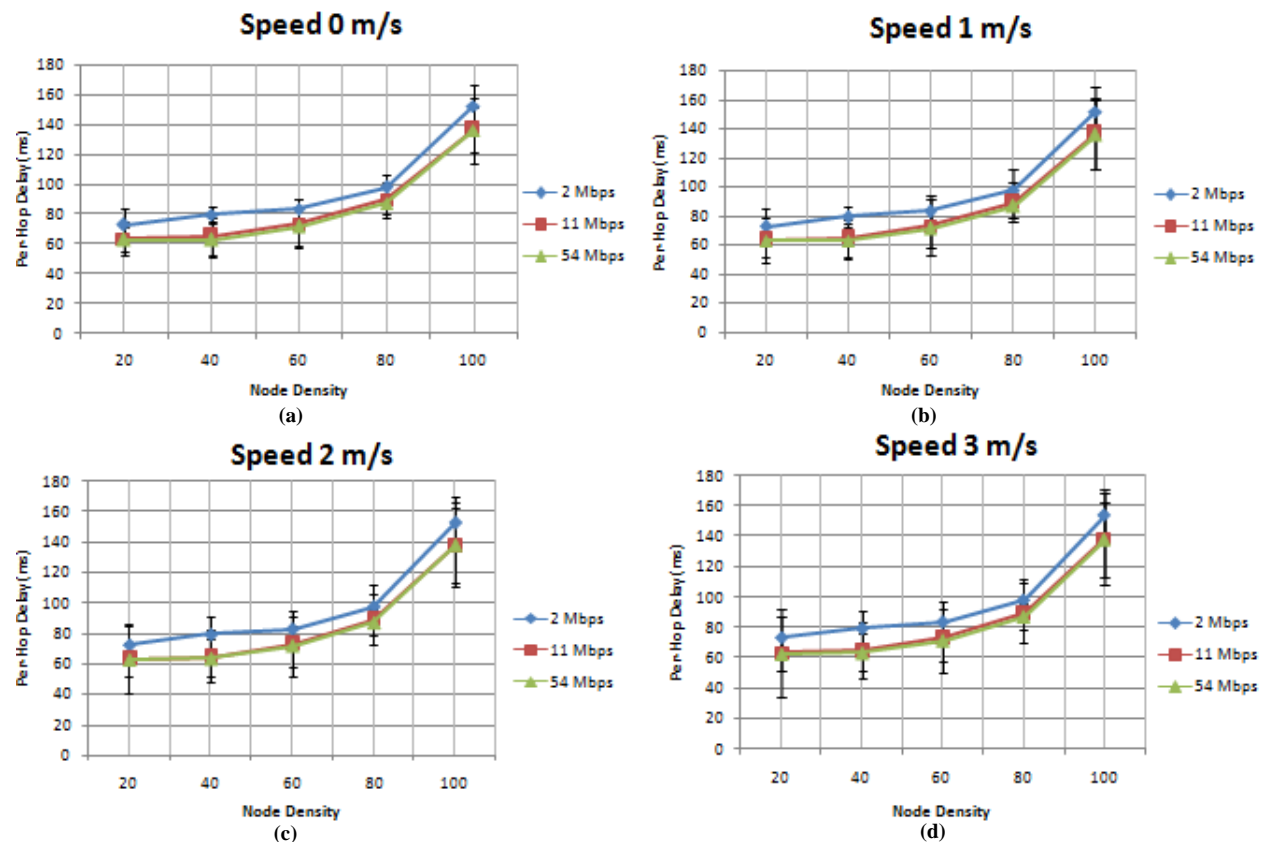 Speed 0 m/s
180
160
140
120
100
80
60
40
20
0
Per-Hop Delay (ms)
20 40 60 80 100
Node Density
2 Mbps
11 Mbps
54 Mbps
(a)
Speed 1 m/s
180
160
140
120
100
80
60
40
20
0
Per-Hop Delay (ms)
20 40 60 80 100
Node Density
2 Mbps
11 Mbps
54 Mbps
(b)
Speed 2 m/s
180
160
140
120
100
80
60
40
20
0
Per-Hop Delay (ms)
20 40 60 80 100
Node Density
2 Mbps
11 Mbps
54 Mbps
(c)
Speed 3 m/s
180
160
140
120
100
80
60
40
20
0
Per-Hop Delay (ms)
20 40 60 80 100
Node Density
2 Mbps
11 Mbps
54 Mbps
(d)